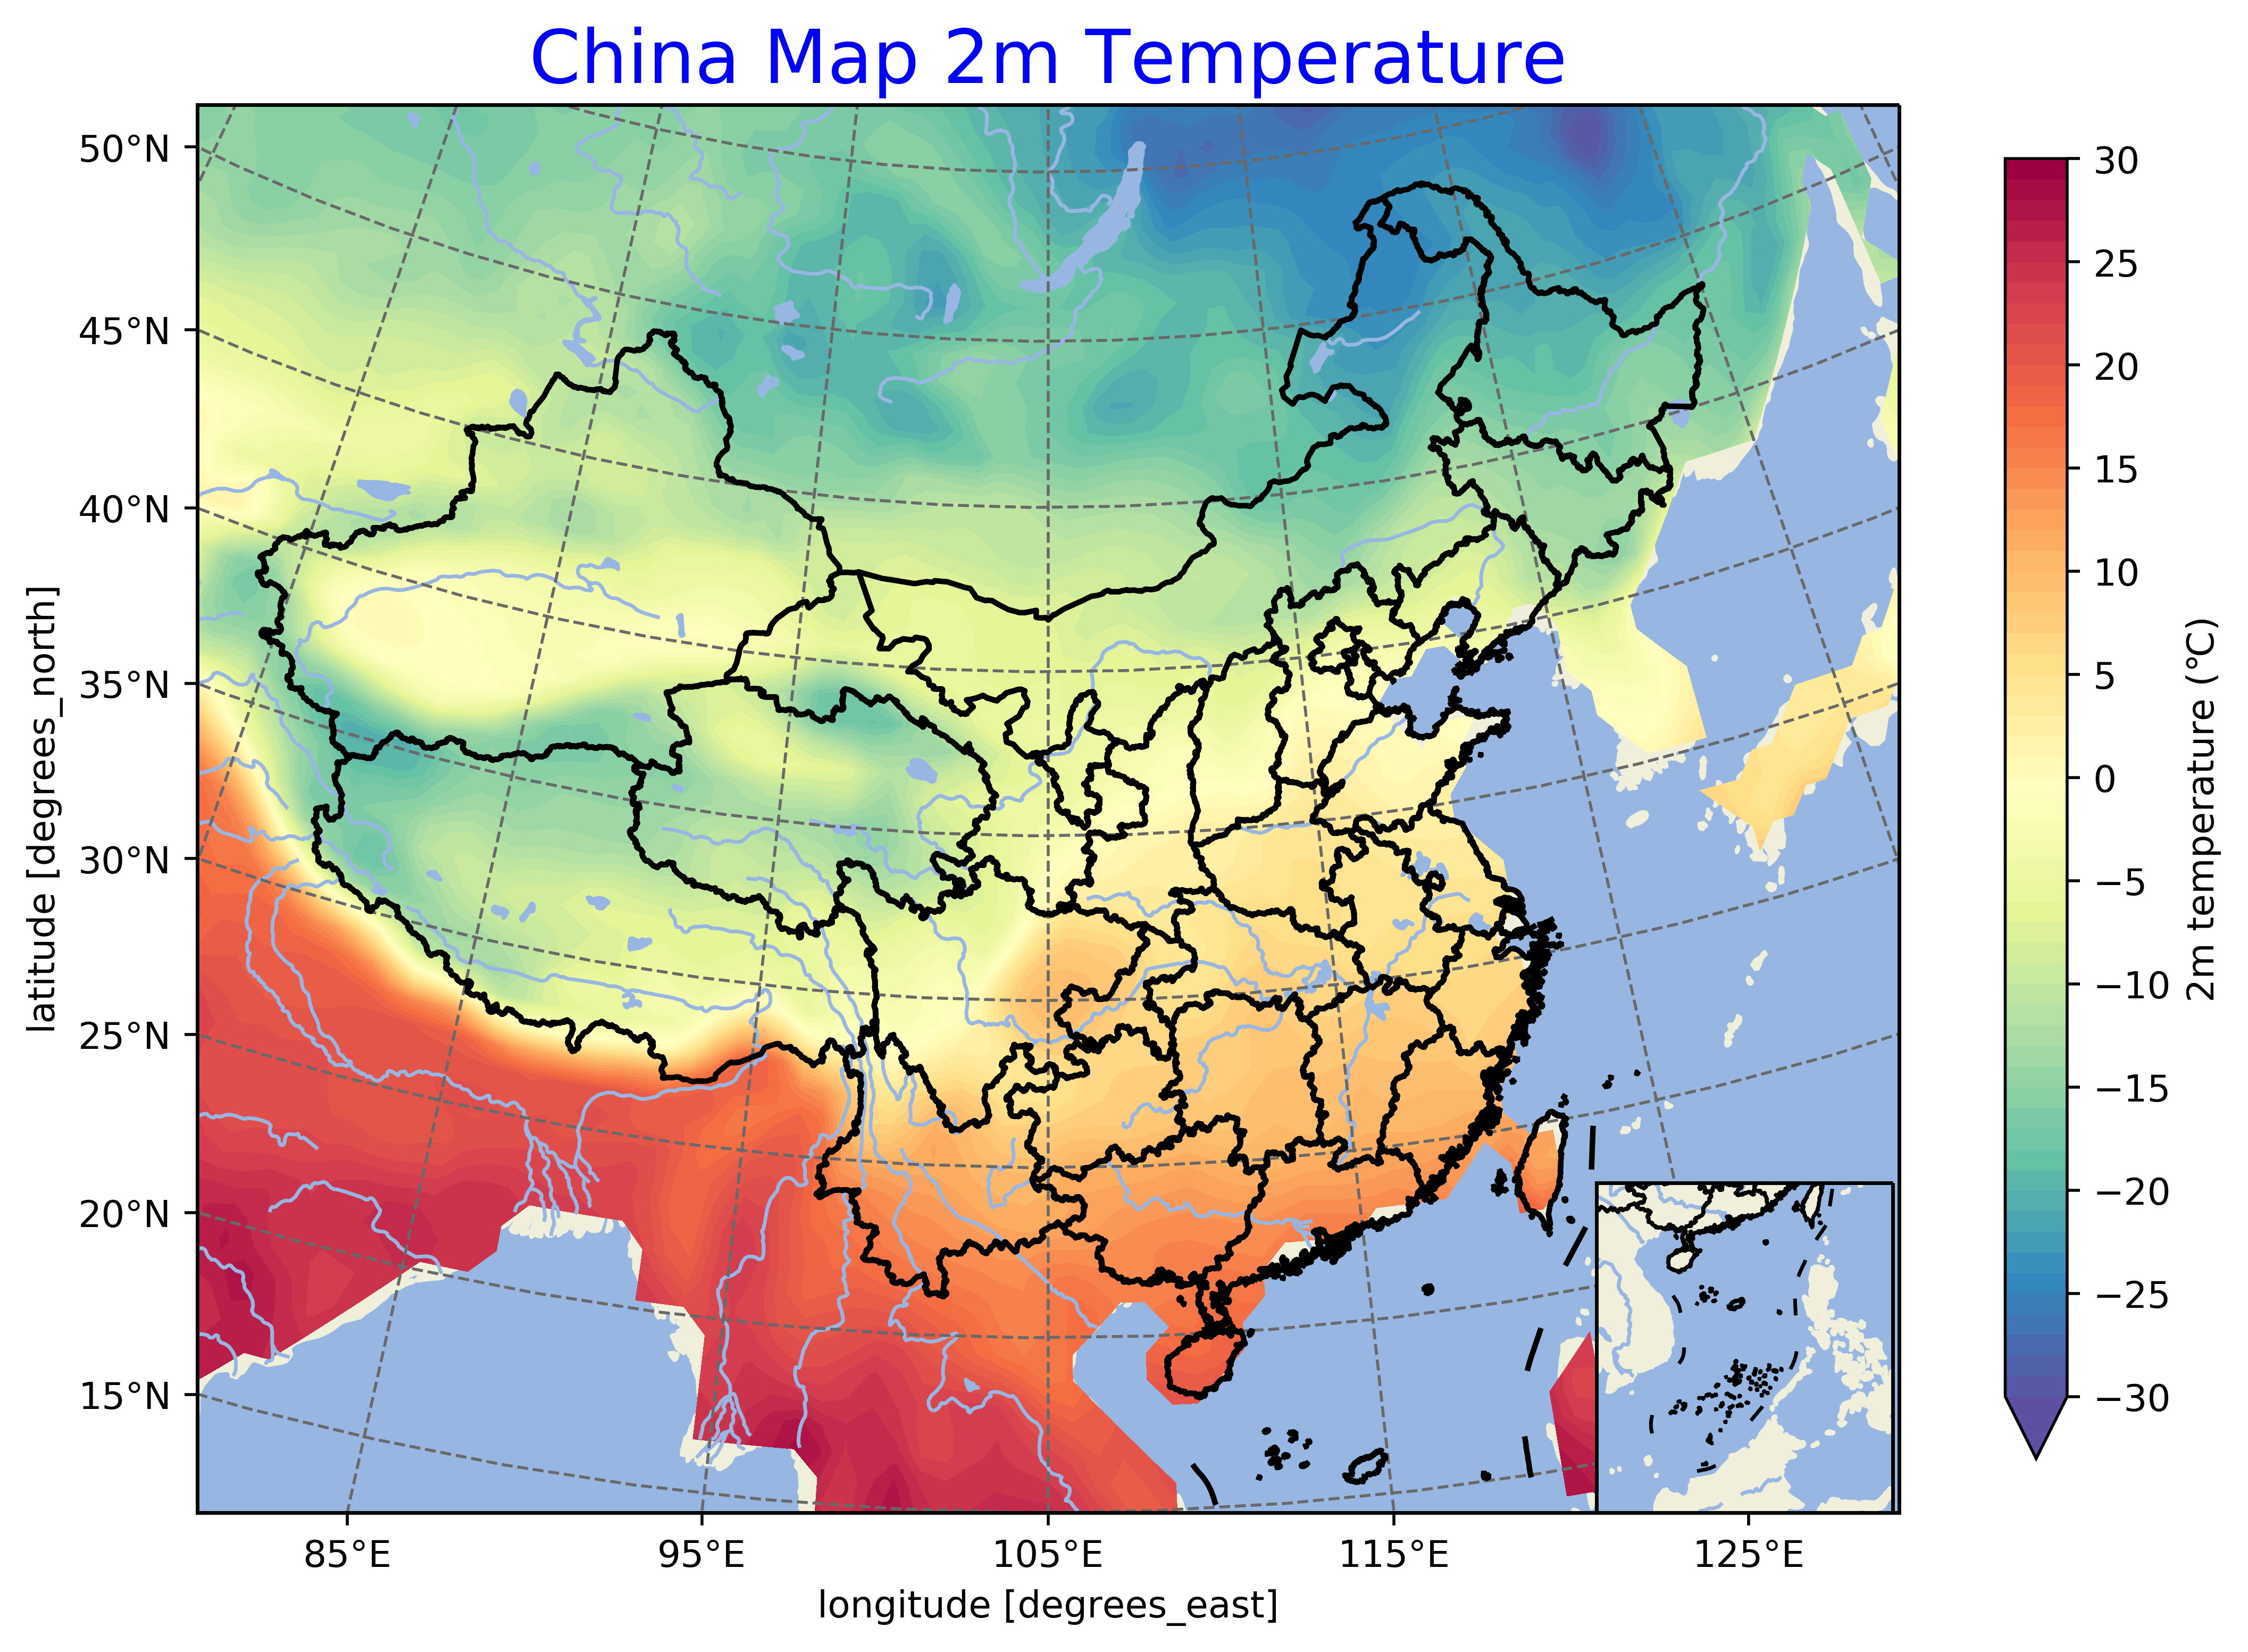 China Map 2m Temperature
50°N
45°N
40°N
35°N
30°N
25°N
20°N
15°N
latitude [degrees_north]
85°E
95°E
105°E
115°E
125°E
longitude [degrees_east]
30
25
20
15
10
5
0
−5
−10
−15
−20
−25
−30
2m temperature (℃)